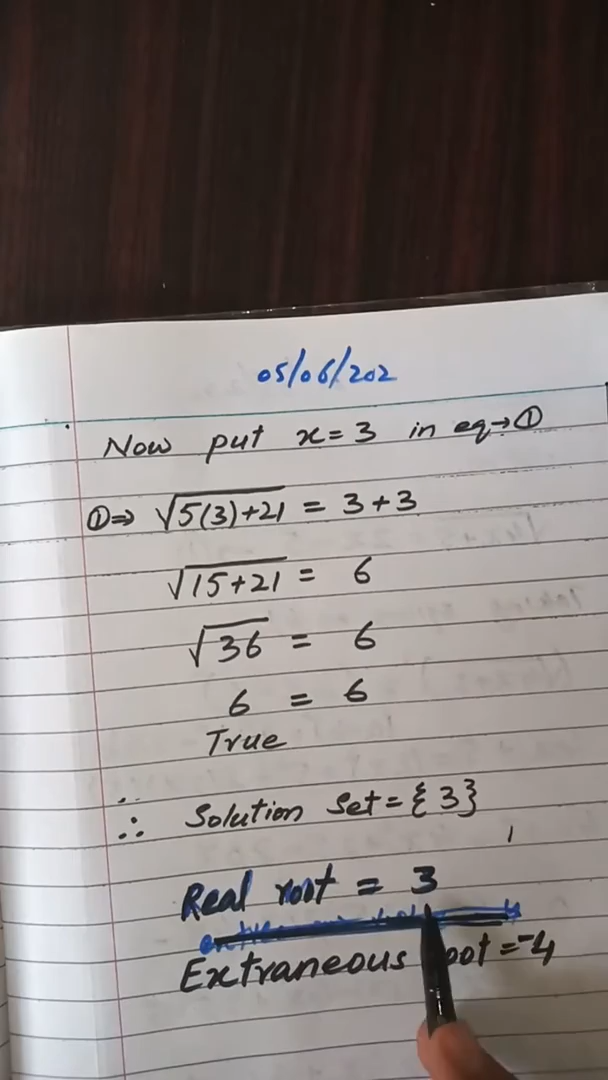 05/06/202
Now put x=3 in eq→①
①⇒ √5(3)+21 = 3+3
√15+21 = 6
√36 = 6
6 = 6
True
∴ Solution Set={3}
Real root = 3
Extraneous root =-4